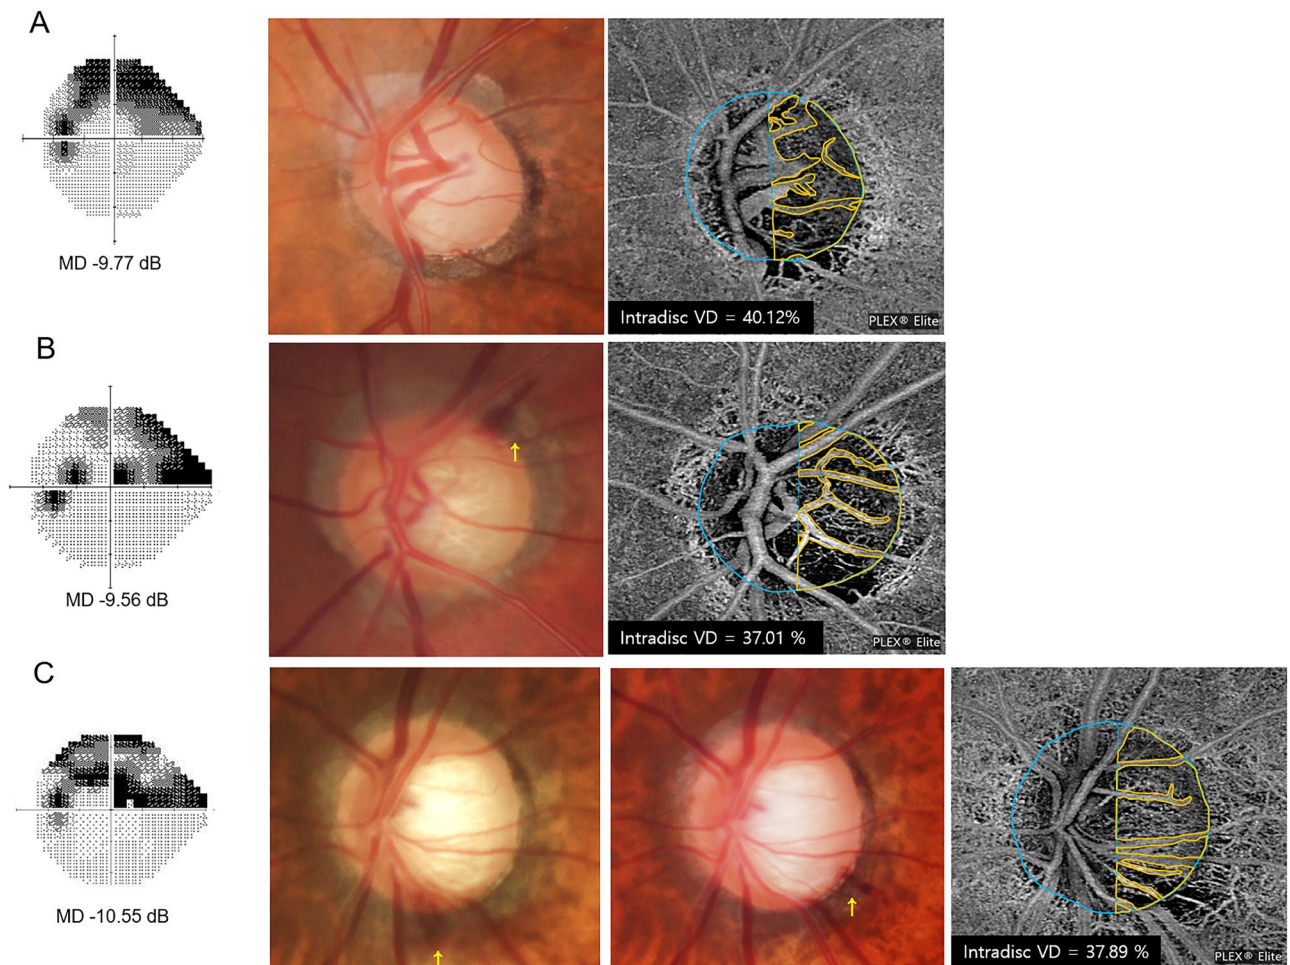 A
MD -9.77 dB
Intradisc VD = 40.12%
PLEX® Elite
B
MD -9.56 dB
Intradisc VD = 37.01 %
PLEX® Elite
C
MD -10.55 dB
Intradisc VD = 37.89 %
PLEX® Elite